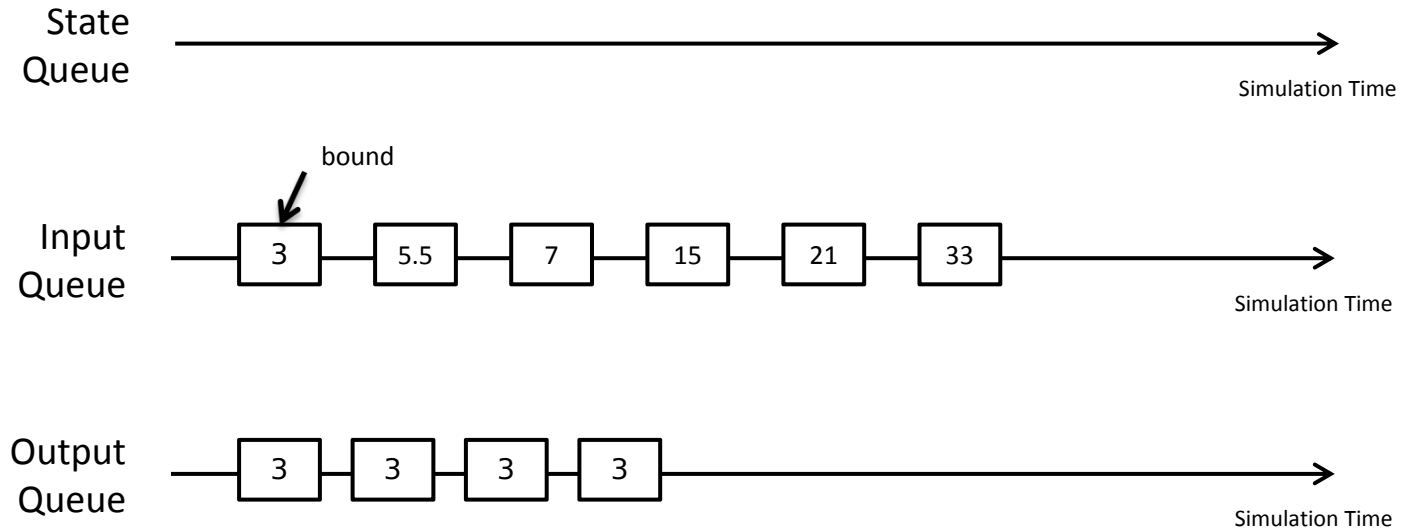 State
Queue
Simulation Time
bound
Input
Queue
3 5.5 7 15 21 33
Simulation Time
Output
Queue
3 3 3 3
Simulation Time